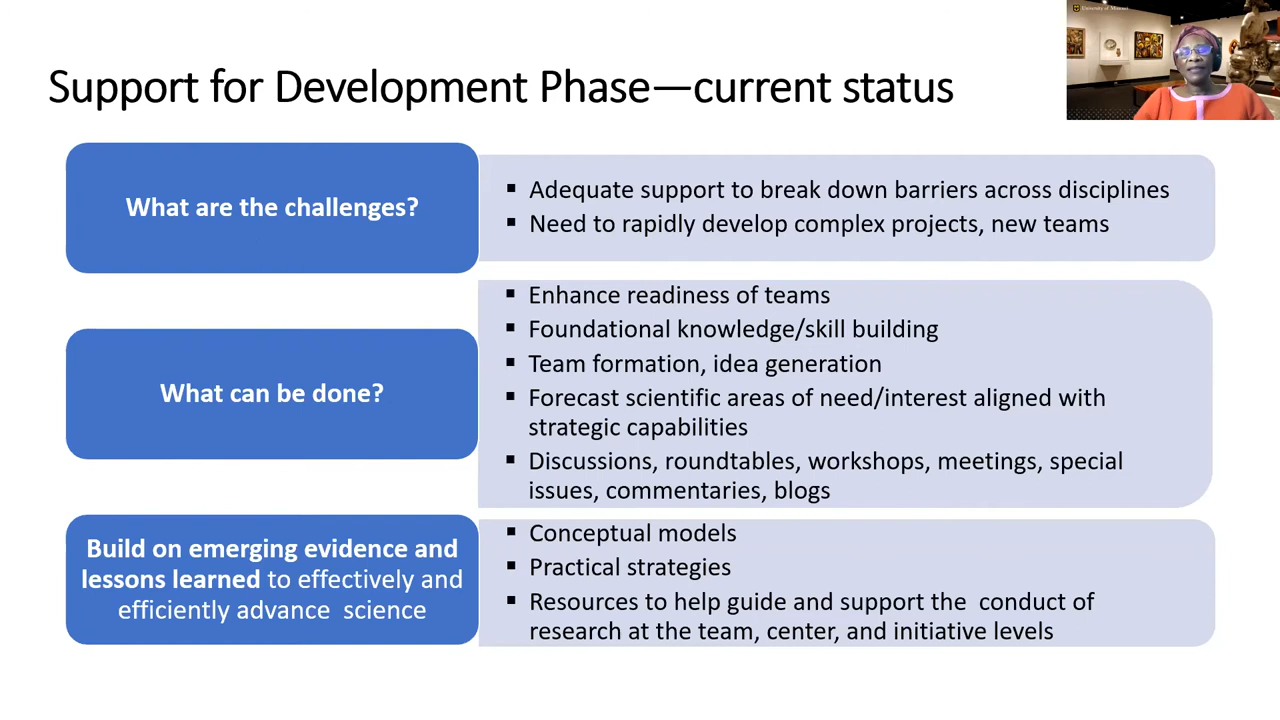 University of Missouri
Support for Development Phase—current status
What are the challenges?
▪ Adequate support to break down barriers across disciplines
▪ Need to rapidly develop complex projects, new teams
What can be done?
▪ Enhance readiness of teams
▪ Foundational knowledge/skill building
▪ Team formation, idea generation
▪ Forecast scientific areas of need/interest aligned with
strategic capabilities
▪ Discussions, roundtables, workshops, meetings, special
issues, commentaries, blogs
Build on emerging evidence and
lessons learned to effectively and
efficiently advance science
▪ Conceptual models
▪ Practical strategies
▪ Resources to help guide and support the conduct of
research at the team, center, and initiative levels